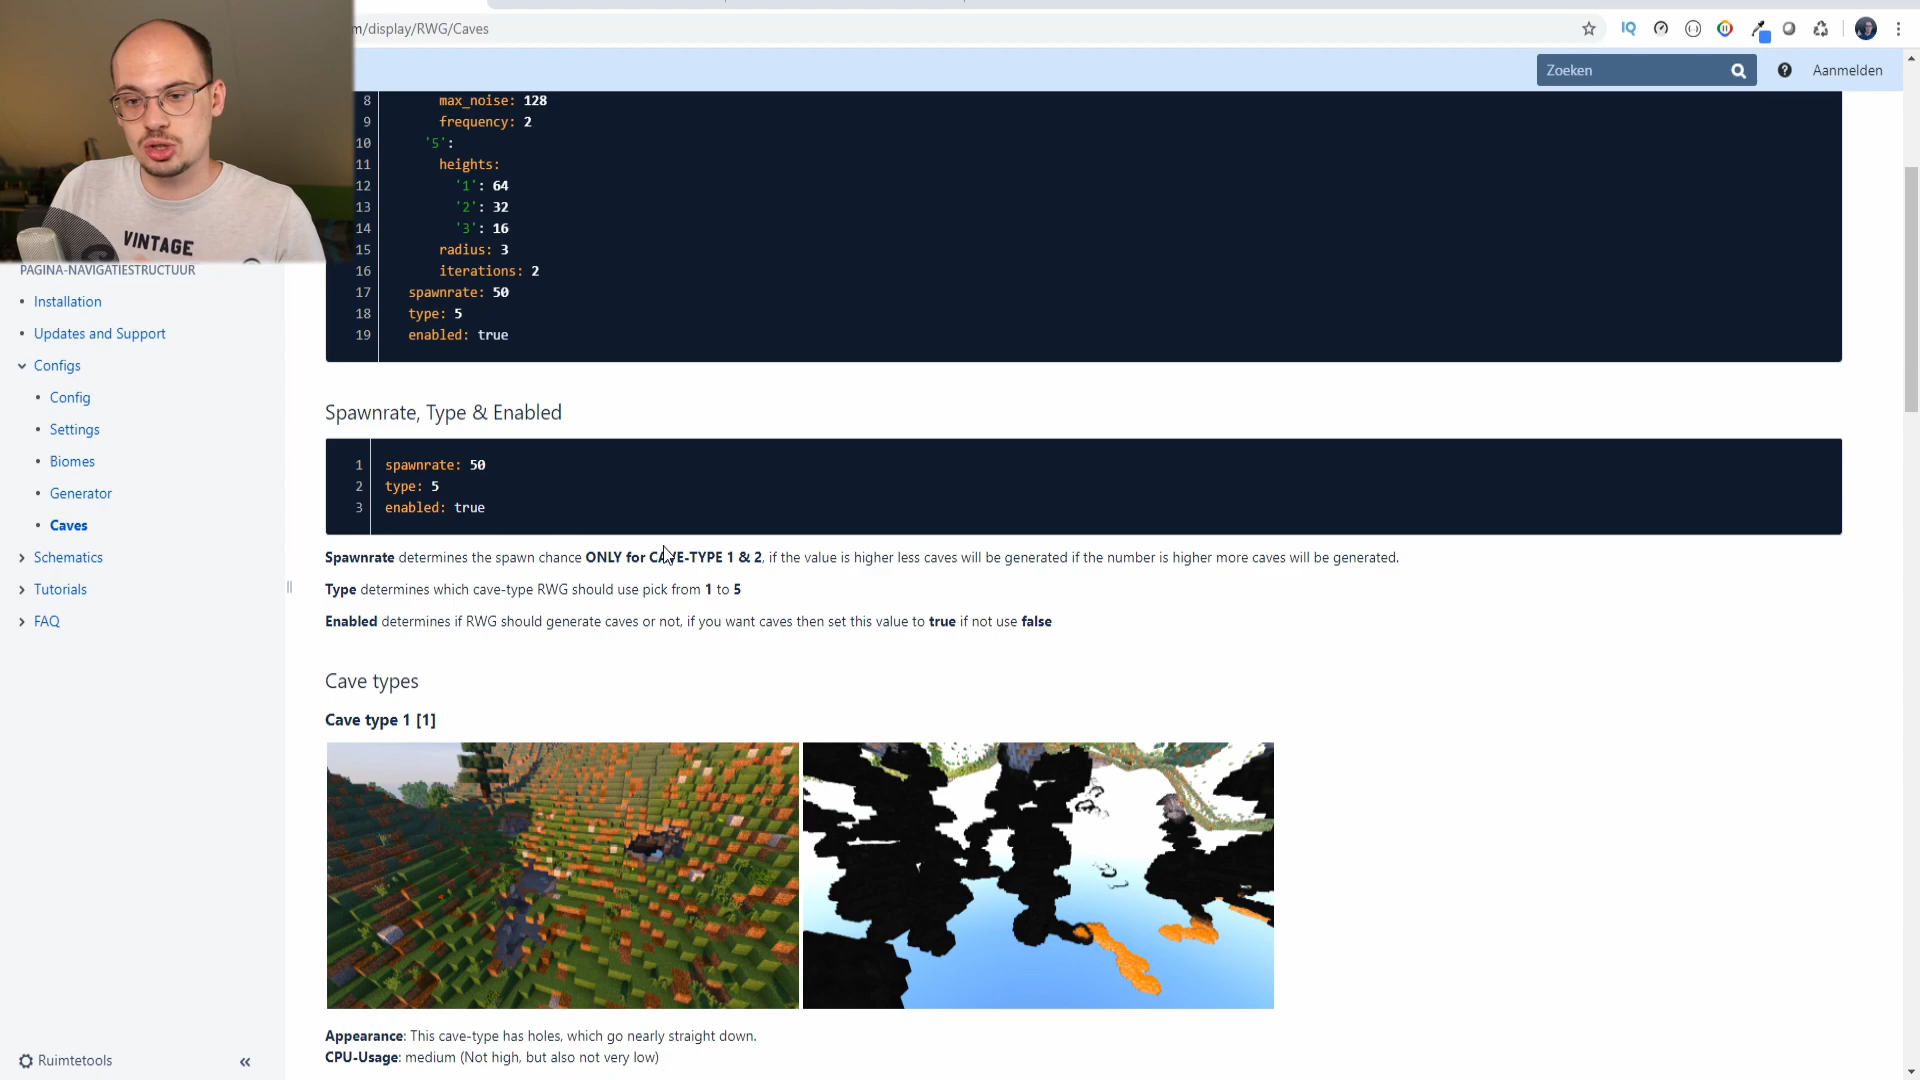 m/display/RWG/Caves
IQ
Zoeken
Aanmelden
8 max_noise: 128
9 frequency: 2
10 '5':
11 heights:
12 '1': 64
13 '2': 32
14 '3': 16
15 radius: 3
16 iterations: 2
17 spawnrate: 50
18 type: 5
19 enabled: true
VINTAGE
PAGINA-NAVIGATIESTRUCTUUR
Installation
Updates and Support
Configs
Config
Settings
Biomes
Generator
Caves
Schematics
Tutorials
FAQ
Ruimtetools
Spawnrate, Type & Enabled
1 spawnrate: 50
2 type: 5
3 enabled: true
Spawnrate determines the spawn chance ONLY for CAVE-TYPE 1 & 2, if the value is higher less caves will be generated if the number is higher more caves will be generated.
Type determines which cave-type RWG should use pick from 1 to 5
Enabled determines if RWG should generate caves or not, if you want caves then set this value to true if not use false
Cave types
Cave type 1 [1]
Appearance: This cave-type has holes, which go nearly straight down.
CPU-Usage: medium (Not high, but also not very low)